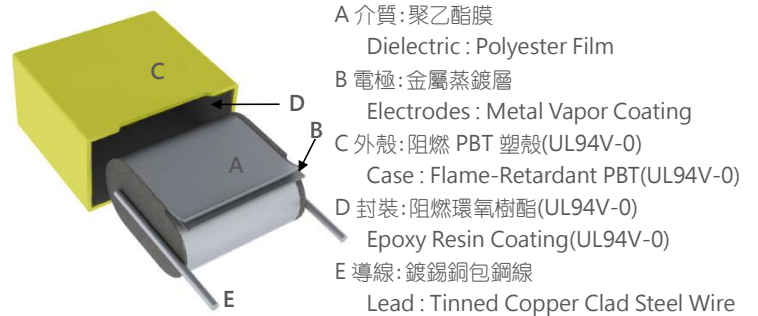 A 介質:聚乙酯膜
Dielectric : Polyester Film
B 電極:金屬蒸鍍層
Electrodes : Metal Vapor Coating
C 外殼:阻燃 PBT 塑殼(UL94V-0)
Case : Flame-Retardant PBT(UL94V-0)
D 封裝:阻燃環氧樹酯(UL94V-0)
Epoxy Resin Coating(UL94V-0)
E 導線:鍍錫銅包鋼線
Lead : Tinned Copper Clad Steel Wire
C
D
B
A
E